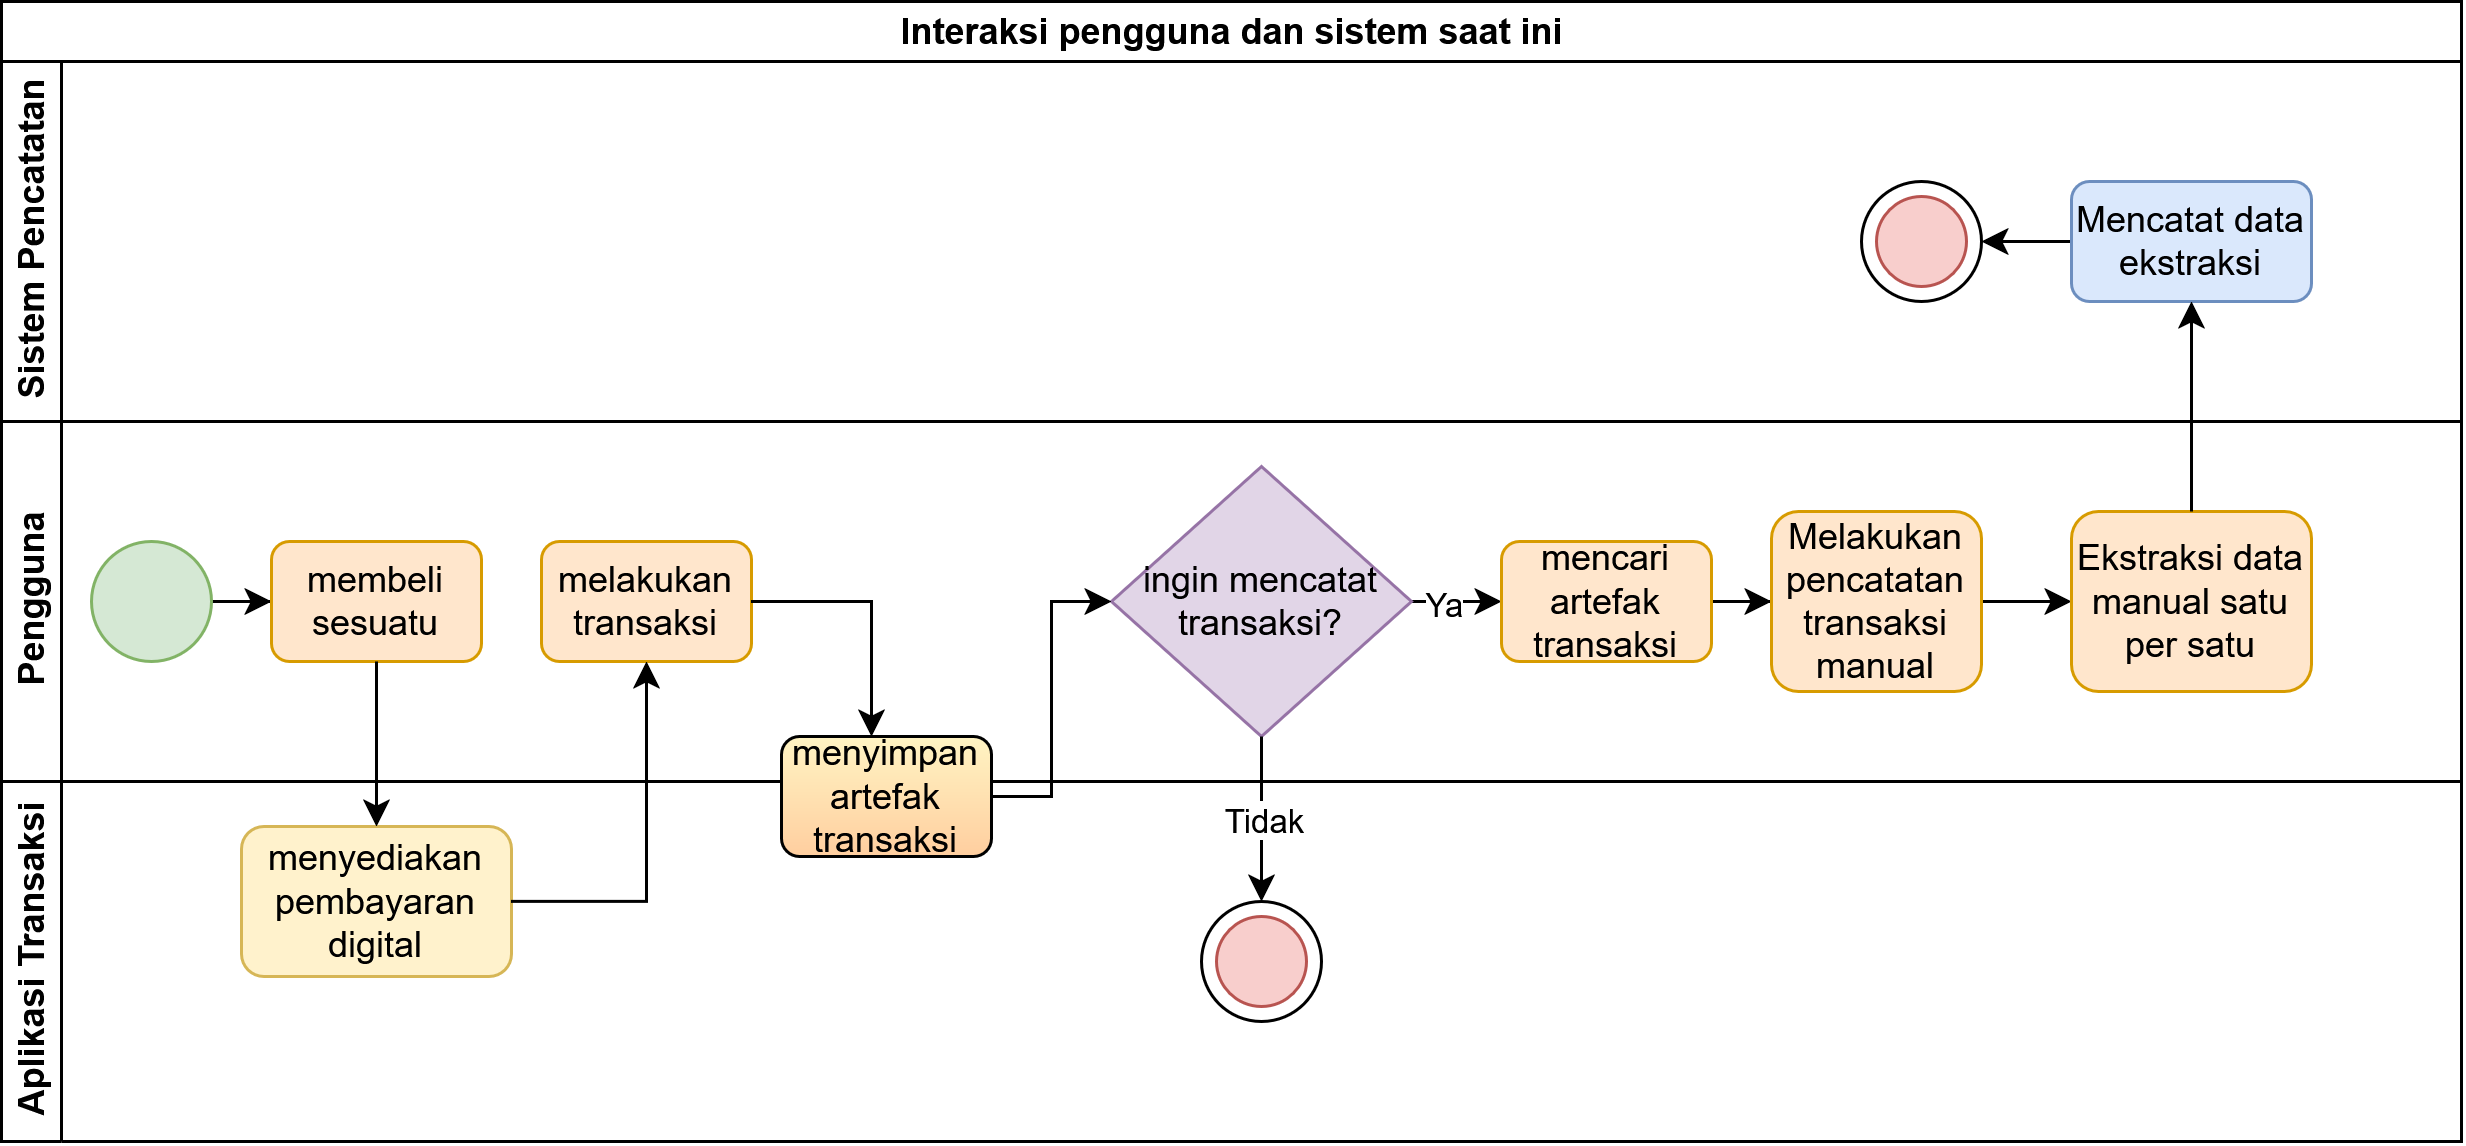 Interaksi pengguna dan sistem saat ini
Sistem Pencatatan
Mencatat data
ekstraksi
Pengguna
membeli
sesuatu
melakukan
transaksi
ingin mencatat
transaksi?
Ya
mencari
artefak
transaksi
Melakukan
pencatatan
transaksi
manual
Ekstraksi data
manual satu
per satu
menyimpan
artefak
transaksi
Aplikasi Transaksi
menyediakan
pembayaran
digital
Tidak